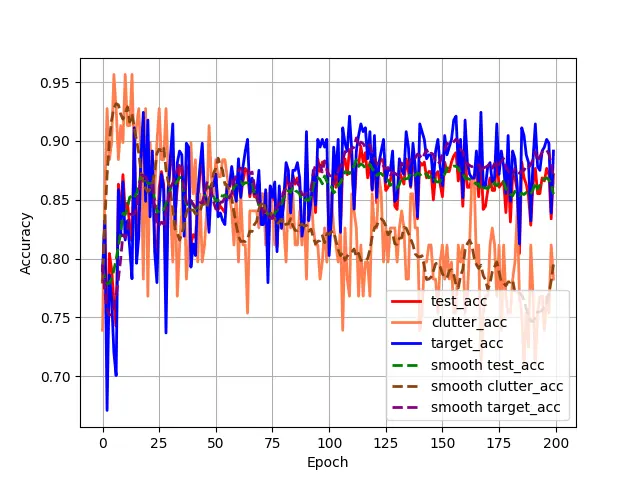 0.95
0.90
0.85
0.80
0.75
0.70
Accuracy
test_acc
clutter_acc
target_acc
smooth test_acc
smooth clutter_acc
smooth target_acc
0 25 50 75 100 125 150 175 200
Epoch